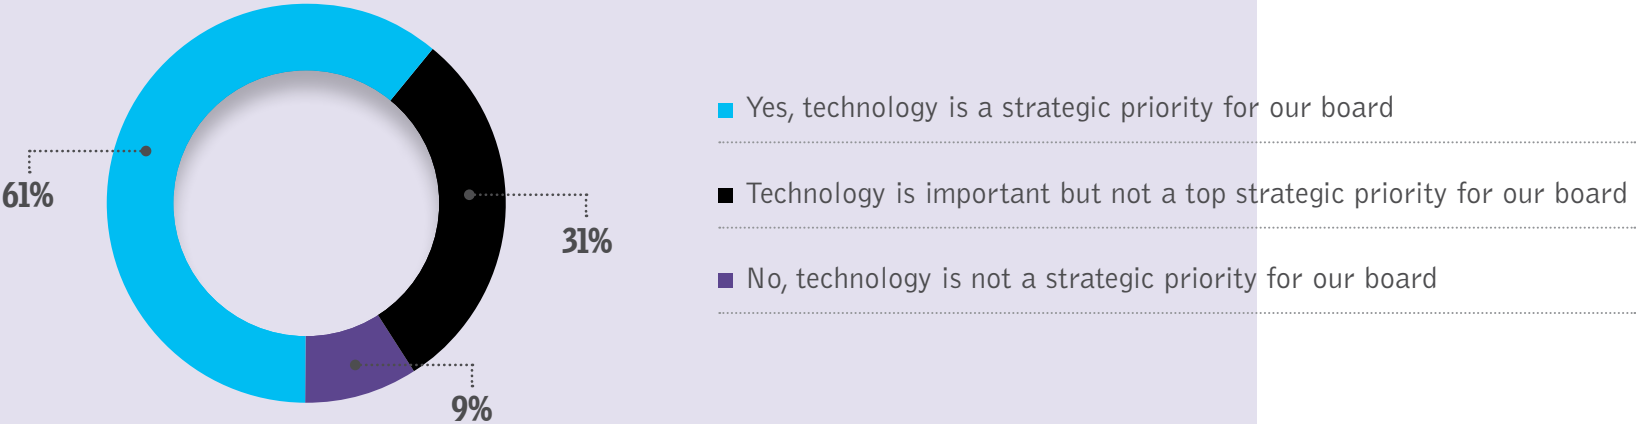 61%
31%
9%
Yes, technology is a strategic priority for our board
Technology is important but not a top strategic priority for our board
No, technology is not a strategic priority for our board